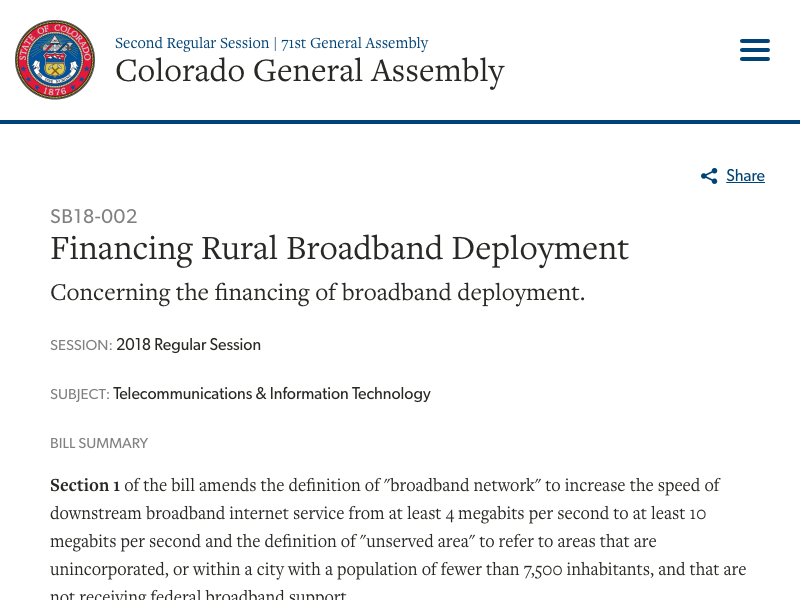 STATE OF COLORADO
1876
Second Regular Session | 71st General Assembly
Colorado General Assembly
Share
SB18-002
Financing Rural Broadband Deployment
Concerning the financing of broadband deployment.
SESSION: 2018 Regular Session
SUBJECT: Telecommunications & Information Technology
BILL SUMMARY
Section 1 of the bill amends the definition of "broadband network" to increase the speed of
downstream broadband internet service from at least 4 megabits per second to at least 10
megabits per second and the definition of "unserved area" to refer to areas that are
unincorporated, or within a city with a population of fewer than 7,500 inhabitants, and that are
not receiving federal broadband support.